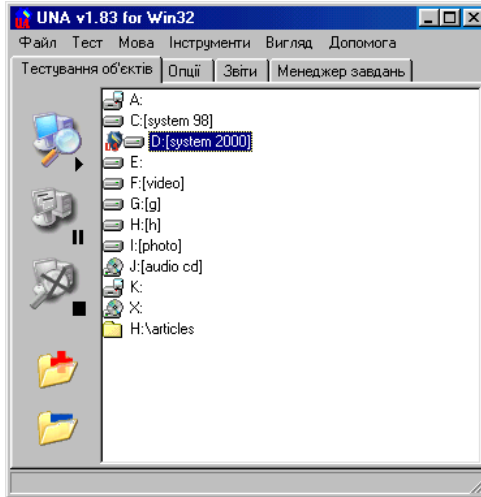 UNA v1.83 for Win32
Файл Тест Мова Інструменти Вигляд Допомога
Тестування об'єктів Опції Звіти Менеджер завдань
A:
C:[system 98]
D:[system 2000]
E:
F:[video]
G:[g]
H:[h]
I:[photo]
J:[audio cd]
K:
X:
H:\articles